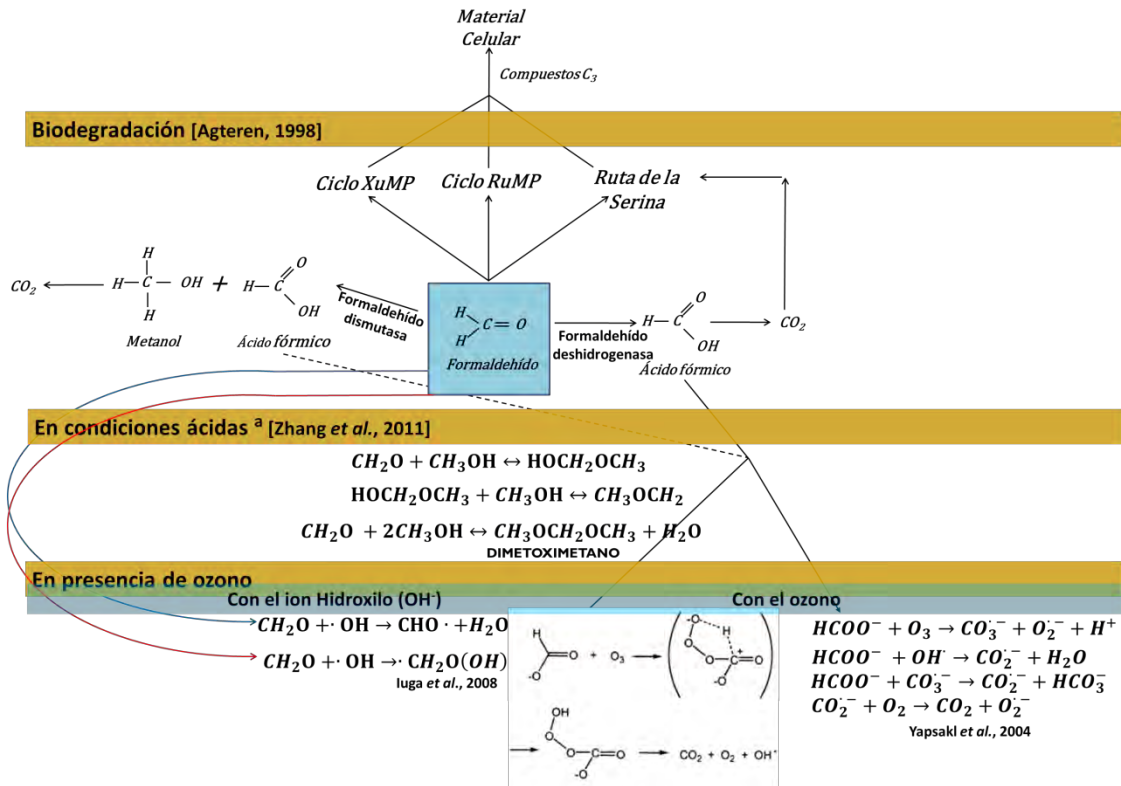 Material
Celular
Compuestos C₃
Biodegradación [Agteren, 1998]
Ciclo XuMP
Ciclo RuMP
Ruta de la
Serina
CO₂
H
H – C – OH
H
Metanol
+
O
H – C
OH
Ácido fórmico
Formaldehído
dismutasa
H
C = O
H
Formaldehído
Formaldehído
deshidrogenasa
O
H – C
OH
Ácido fórmico
CO₂
En condiciones ácidas ᵃ [Zhang et al., 2011]
CH₂O + CH₃OH ↔ HOCH₂OCH₃
HOCH₂OCH₃ + CH₃OH ↔ CH₃OCH₂
CH₂O + 2CH₃OH ↔ CH₃OCH₂OCH₃ + H₂O
DIMETOXIMETANO
En presencia de ozono
Con el ion Hidroxilo (OH⁻)
CH₂O + · OH → CHO · + H₂O
CH₂O + · OH → · CH₂O(OH)
Iuga et al., 2008
H
O
-O
+ O₃
-O
H
O
O
C⁺
O
-O
OH
O
O
C
O
-O
CO₂ + O₂ + OH⁻
Con el ozono
HCOO⁻ + O₃ → CO₃·⁻ + O₂·⁻ + H⁺
HCOO⁻ + OH· → CO₂·⁻ + H₂O
HCOO⁻ + CO₃·⁻ → CO₂·⁻ + HCO₃⁻
CO₂·⁻ + O₂ → CO₂ + O₂·⁻
Yapsakl et al., 2004